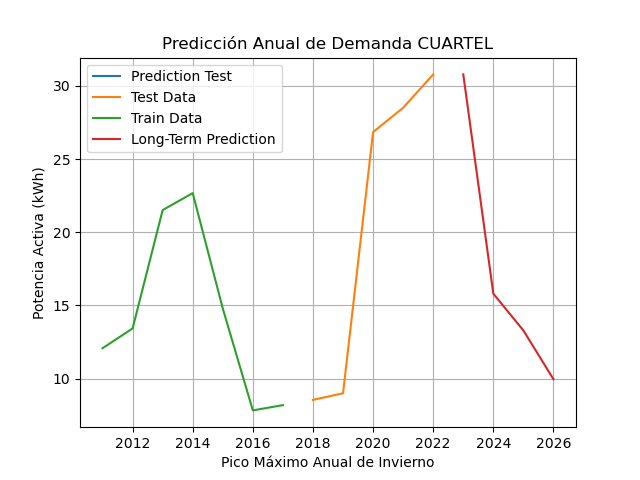 Predicción Anual de Demanda CUARTEL
Prediction Test
Test Data
Train Data
Long-Term Prediction
30
25
20
15
10
Potencia Activa (kWh)
2012 2014 2016 2018 2020 2022 2024 2026
Pico Máximo Anual de Invierno